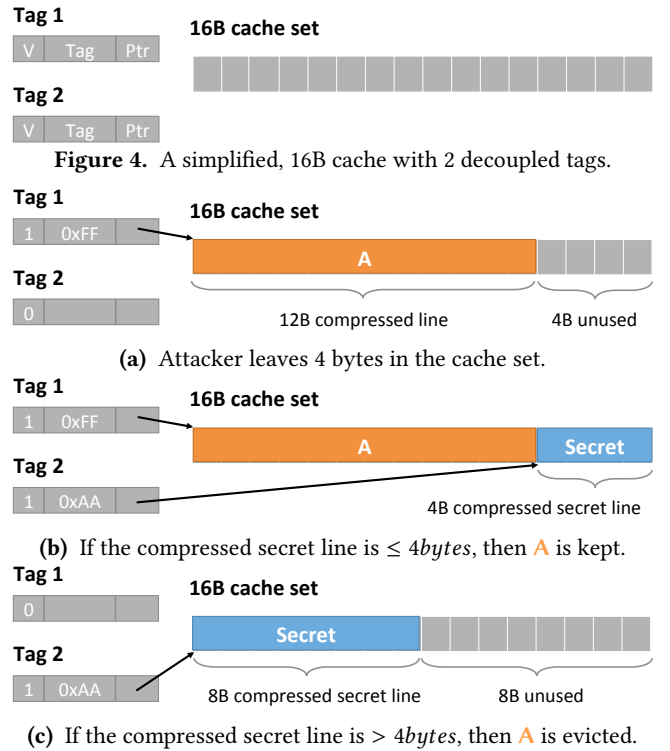 Tag 1
16B cache set
V Tag Ptr
Tag 2
V Tag Ptr
Figure 4. A simplified, 16B cache with 2 decoupled tags.
Tag 1
16B cache set
1 0xFF
A
Tag 2
0
12B compressed line 4B unused
(a) Attacker leaves 4 bytes in the cache set.
Tag 1
16B cache set
1 0xFF
A Secret
Tag 2
1 0xAA
4B compressed secret line
(b) If the compressed secret line is ≤ 4bytes, then A is kept.
Tag 1
16B cache set
0
Secret
Tag 2
1 0xAA
8B compressed secret line 8B unused
(c) If the compressed secret line is > 4bytes, then A is evicted.